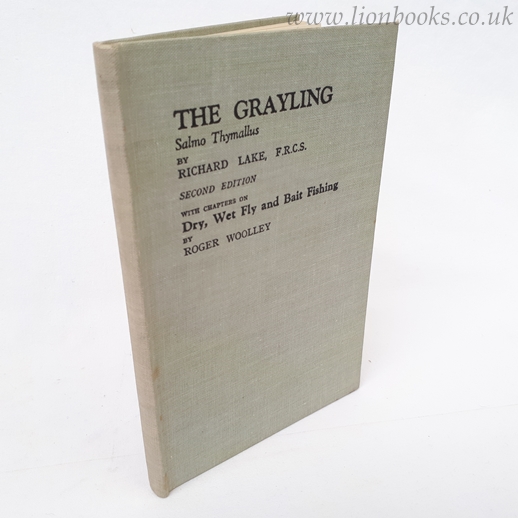 www.lionbooks.co.uk
THE GRAYLING
Salmo Thymallus
BY
RICHARD LAKE, F.R.C.S.
SECOND EDITION
WITH CHAPTERS ON
Dry, Wet Fly and Bait Fishing
BY
ROGER WOOLLEY